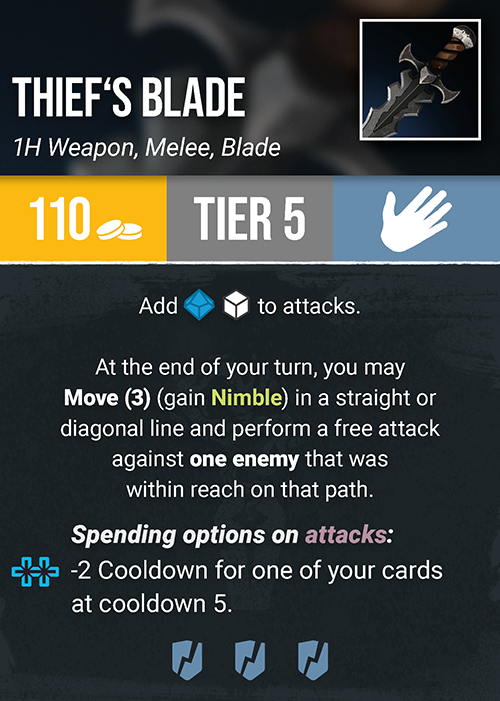 THIEF‘S BLADE
1H Weapon, Melee, Blade
110
TIER 5
Add to attacks.
At the end of your turn, you may
Move (3) (gain Nimble) in a straight or
diagonal line and perform a free attack
against one enemy that was
within reach on that path.
Spending options on attacks:
-2 Cooldown for one of your cards
at cooldown 5.